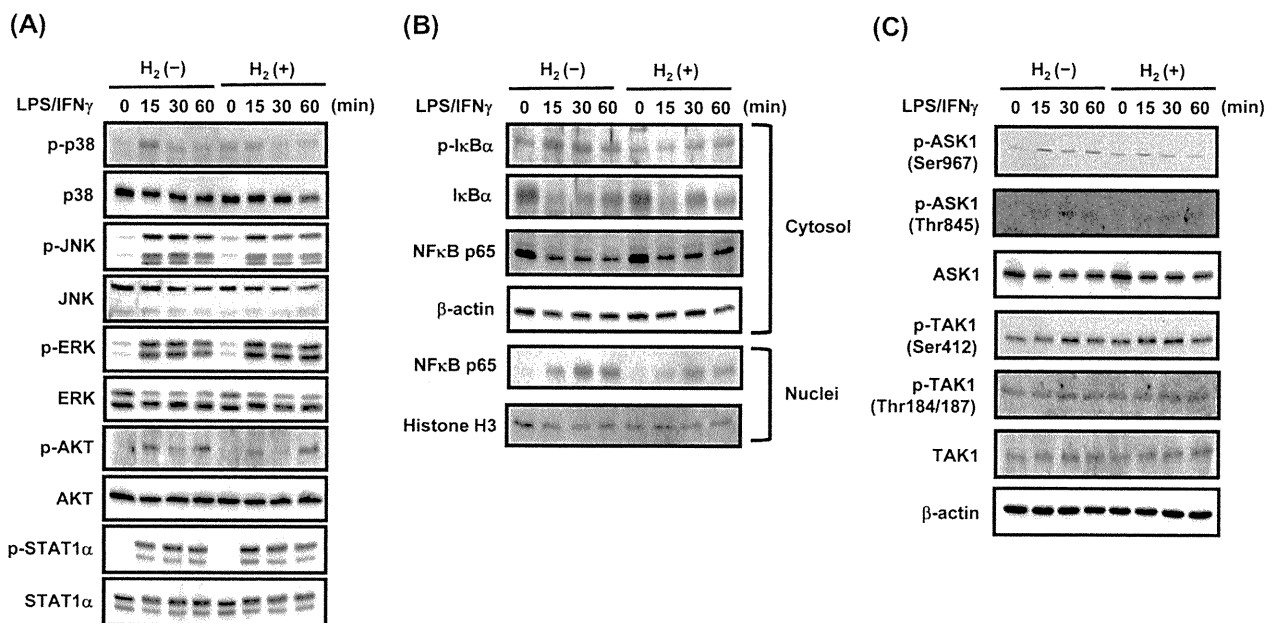 (A)
H₂ (−) H₂ (+)
LPS/IFNγ 0 15 30 60 0 15 30 60 (min)
p-p38
p38
p-JNK
JNK
p-ERK
ERK
p-AKT
AKT
p-STAT1α
STAT1α
(B)
H₂ (−) H₂ (+)
LPS/IFNγ 0 15 30 60 0 15 30 60 (min)
p-IκBα
IκBα
NFκB p65
β-actin
Cytosol
NFκB p65
Histone H3
Nuclei
(C)
H₂ (−) H₂ (+)
LPS/IFNγ 0 15 30 60 0 15 30 60 (min)
p-ASK1
(Ser967)
p-ASK1
(Thr845)
ASK1
p-TAK1
(Ser412)
p-TAK1
(Thr184/187)
TAK1
β-actin